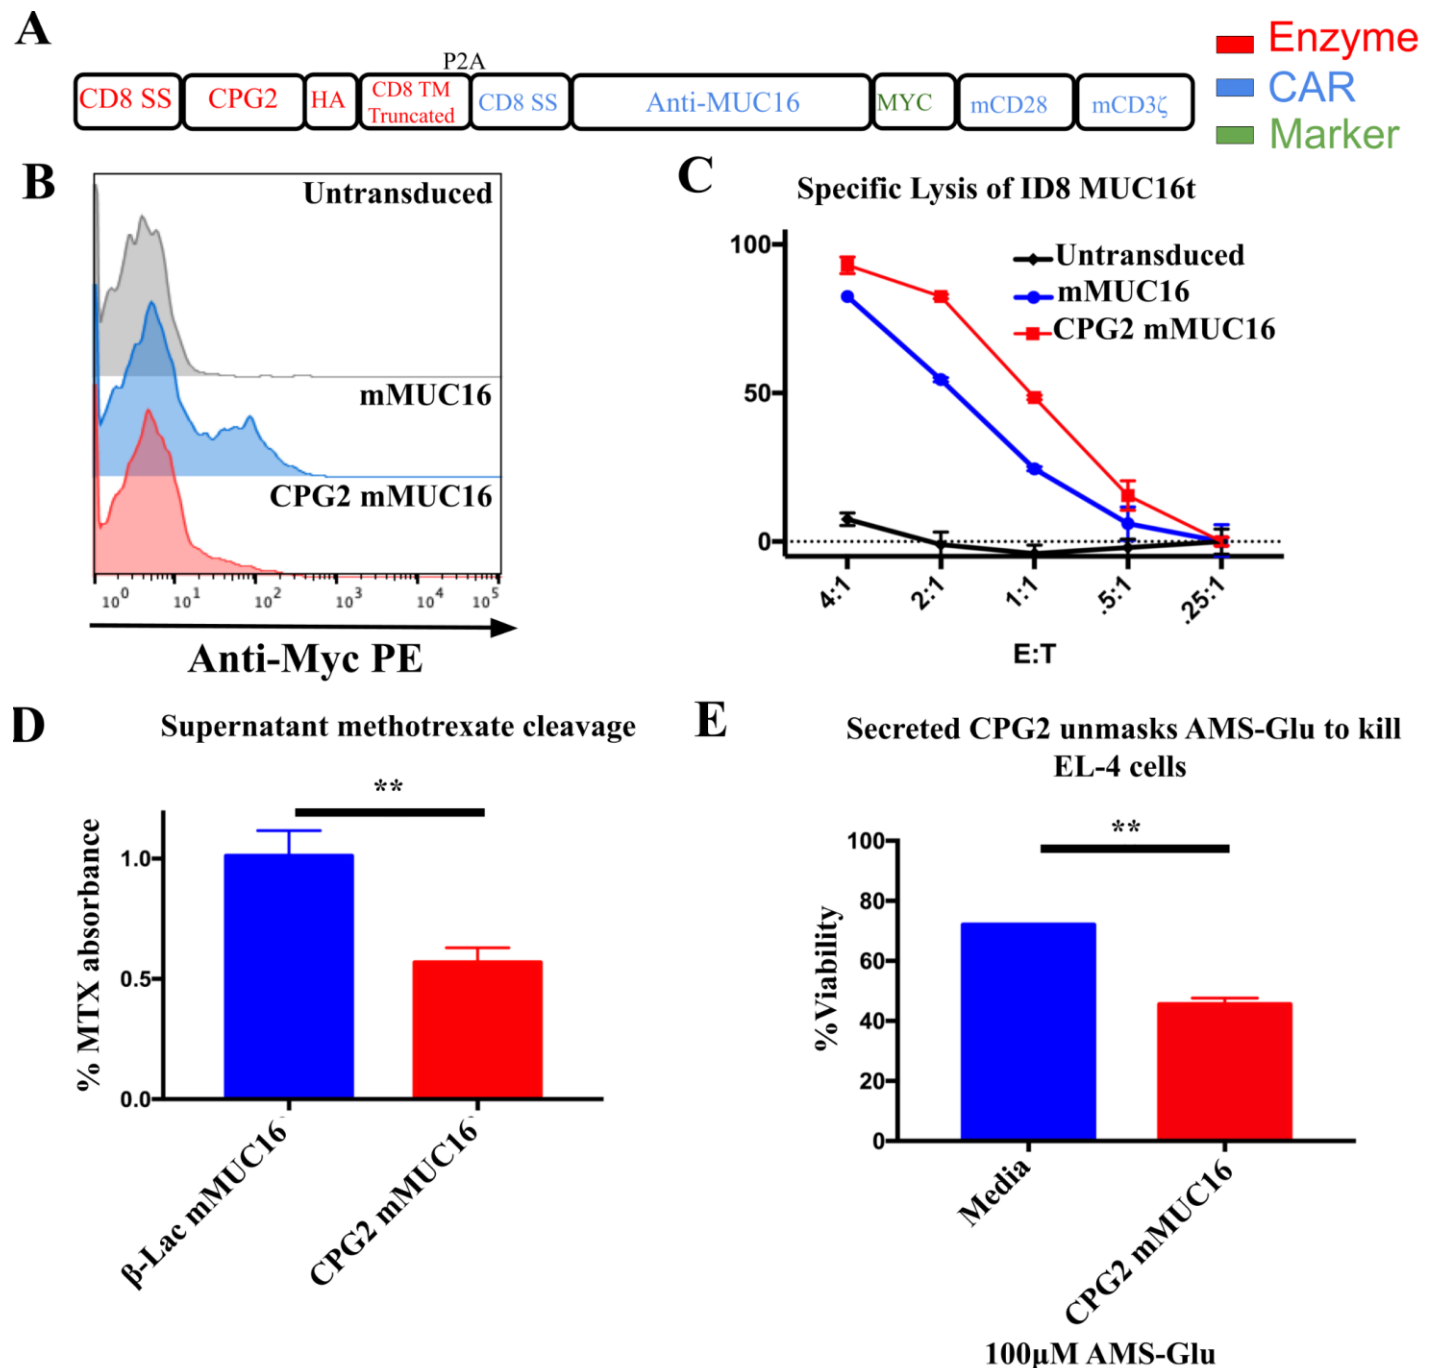 A
P2A
CD8 SS CPG2 HA CD8 TM Truncated CD8 SS Anti-MUC16 MYC mCD28 mCD3ζ
Enzyme
CAR
Marker
B
Untransduced
mMUC16
CPG2 mMUC16
10^0 10^1 10^2 10^3 10^4 10^5
Anti-Myc PE
C
Specific Lysis of ID8 MUC16t
Untransduced
mMUC16
CPG2 mMUC16
100
50
0
4:1 2:1 1:1 .5:1 .25:1
E:T
D
Supernatant methotrexate cleavage
**
% MTX absorbance
1.0
0.5
0.0
β-Lac mMUC16
CPG2 mMUC16
E
Secreted CPG2 unmasks AMS-Glu to kill
EL-4 cells
**
%Viability
100
80
60
40
20
0
Media
CPG2 mMUC16
100μM AMS-Glu